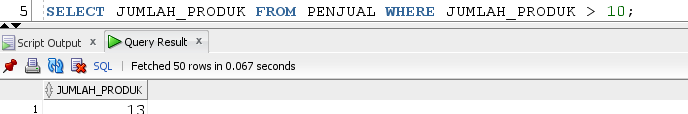 5 SELECT JUMLAH_PRODUK FROM PENJUAL WHERE JUMLAH_PRODUK > 10;
Script Output x Query Result x
SQL | Fetched 50 rows in 0.067 seconds
JUMLAH_PRODUK
1 13